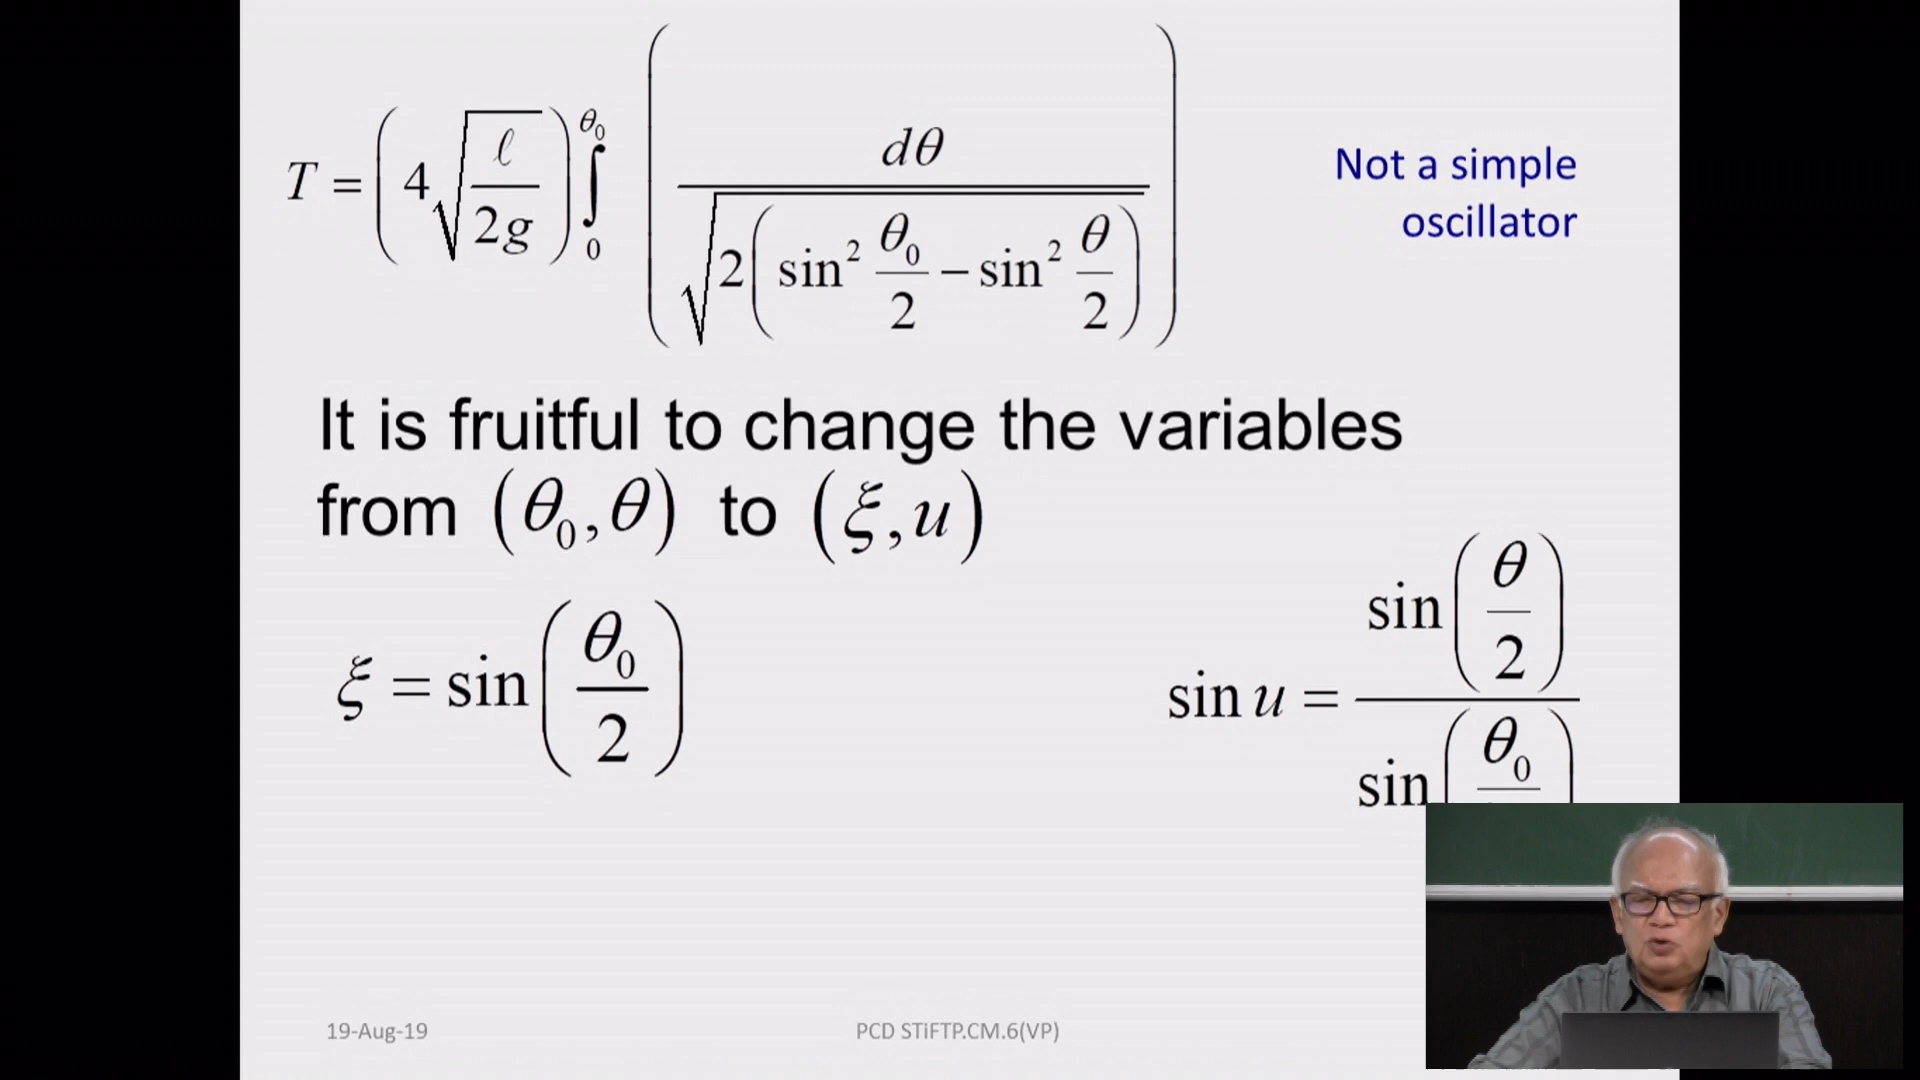 T = ( 4 √(ℓ / 2g) ) ∫₀^θ₀ ( dθ / √( 2 ( sin² θ₀/2 − sin² θ/2 ) ) )
Not a simple
oscillator
It is fruitful to change the variables
from (θ₀, θ) to (ξ, u)
ξ = sin ( θ₀ / 2 )
sin u = sin ( θ / 2 ) / sin ( θ₀
19-Aug-19
PCD STiFTP.CM.6(VP)